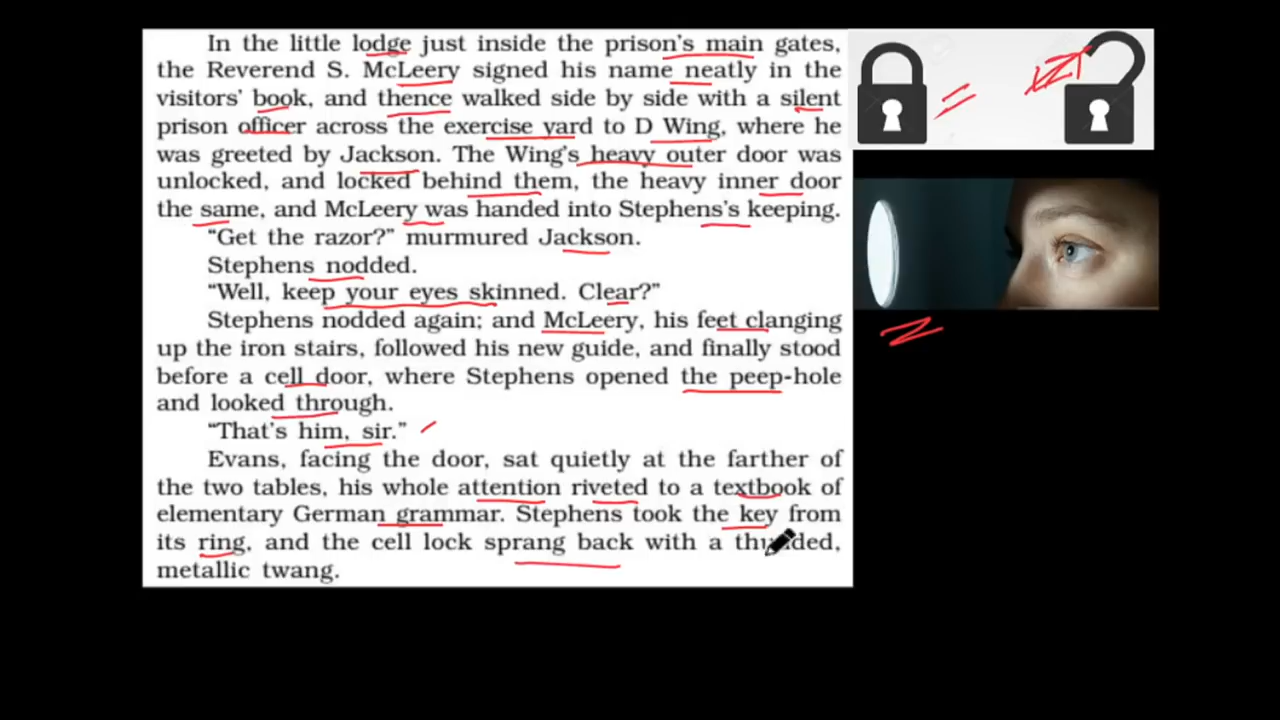 In the little lodge just inside the prison's main gates,
the Reverend S. McLeery signed his name neatly in the
visitors' book, and thence walked side by side with a silent
prison officer across the exercise yard to D Wing, where he
was greeted by Jackson. The Wing's heavy outer door was
unlocked, and locked behind them, the heavy inner door
the same, and McLeery was handed into Stephens's keeping.
“Get the razor?” murmured Jackson.
Stephens nodded.
“Well, keep your eyes skinned. Clear?”
Stephens nodded again; and McLeery, his feet clanging
up the iron stairs, followed his new guide, and finally stood
before a cell door, where Stephens opened the peep-hole
and looked through.
“That's him, sir.”
Evans, facing the door, sat quietly at the farther of
the two tables, his whole attention riveted to a textbook of
elementary German grammar. Stephens took the key from
its ring, and the cell lock sprang back with a
metallic twang.